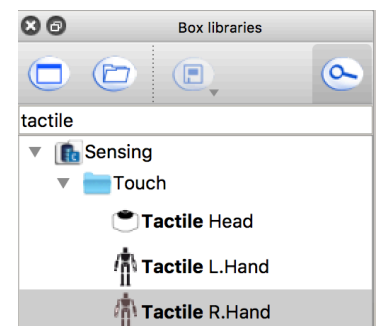 Box libraries
tactile
Sensing
Touch
Tactile Head
Tactile L.Hand
Tactile R.Hand